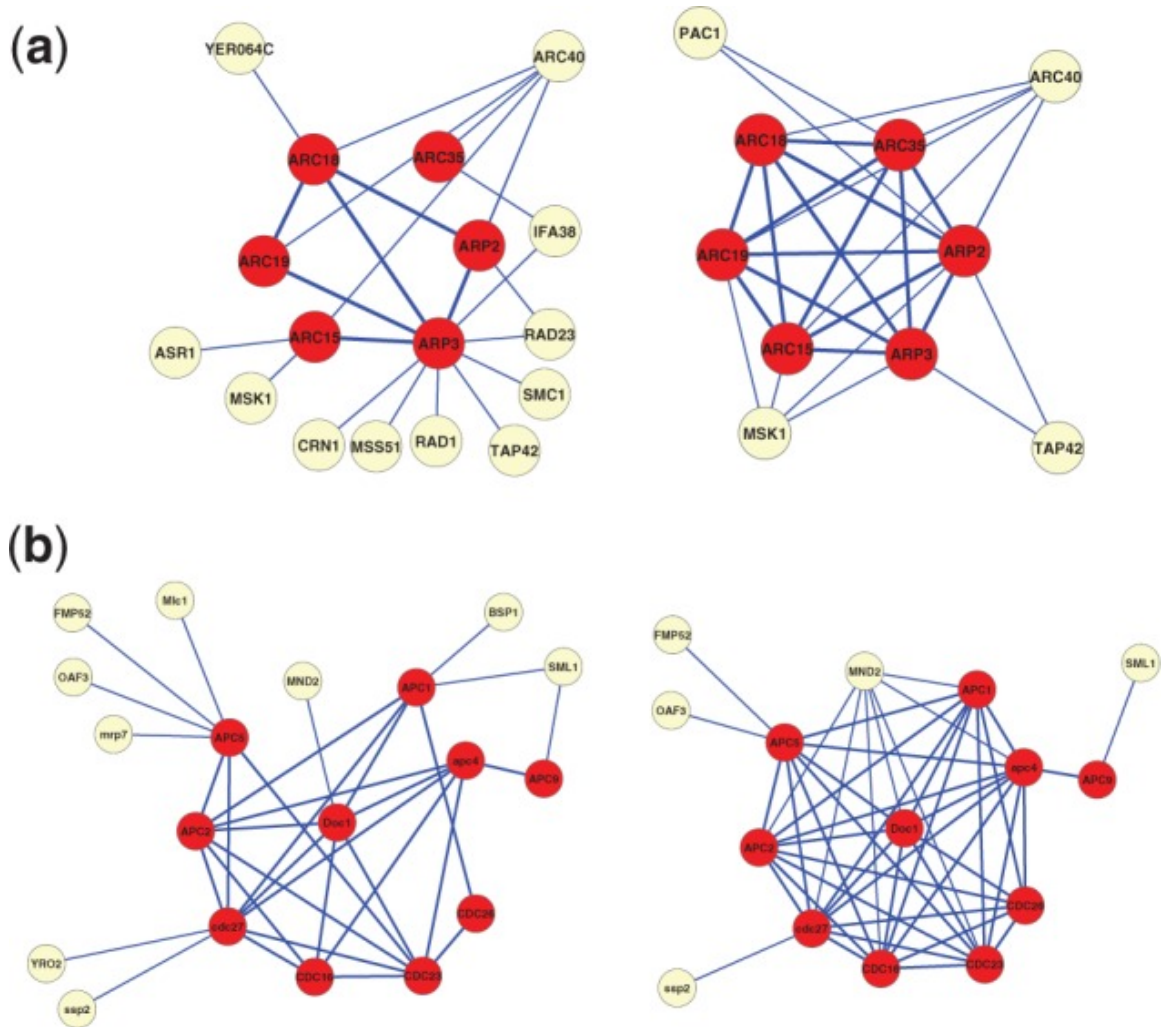 (a)
YER064C
ARC40
ARC18
ARC35
IFA38
ARP2
ARC19
ARC15
ARP3
RAD23
ASR1
MSK1
SMC1
CRN1
MSS51
RAD1
TAP42
PAC1
ARC40
ARC18
ARC35
ARC19
ARP2
ARC15
ARP3
MSK1
TAP42
(b)
FMP52
Mlc1
BSP1
OAF3
MND2
SML1
APC1
mrp7
APC5
apc4
APC9
APC2
Doc1
cdc27
CDC26
YRO2
CDC16
CDC23
ssp2
FMP52
MND2
SML1
OAF3
APC1
APC5
apc4
APC9
Doc1
APC2
CDC26
cdc27
CDC16
CDC23
ssp2